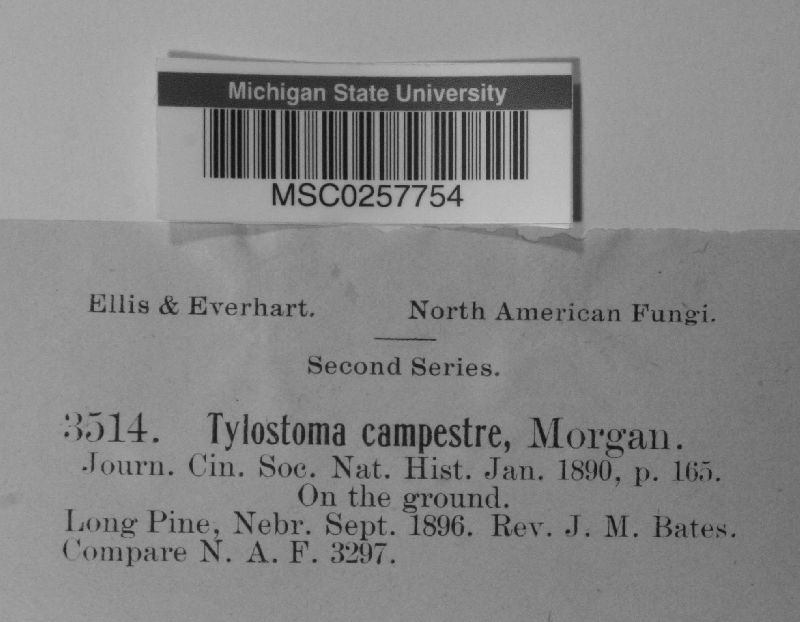 Michigan State University
MSC0257754
Ellis & Everhart. North American Fungi.
Second Series.
3514. Tylostoma campestre, Morgan.
Journ. Cin. Soc. Nat. Hist. Jan. 1890, p. 165.
On the ground.
Long Pine, Nebr. Sept. 1896. Rev. J. M. Bates.
Compare N. A. F. 3297.